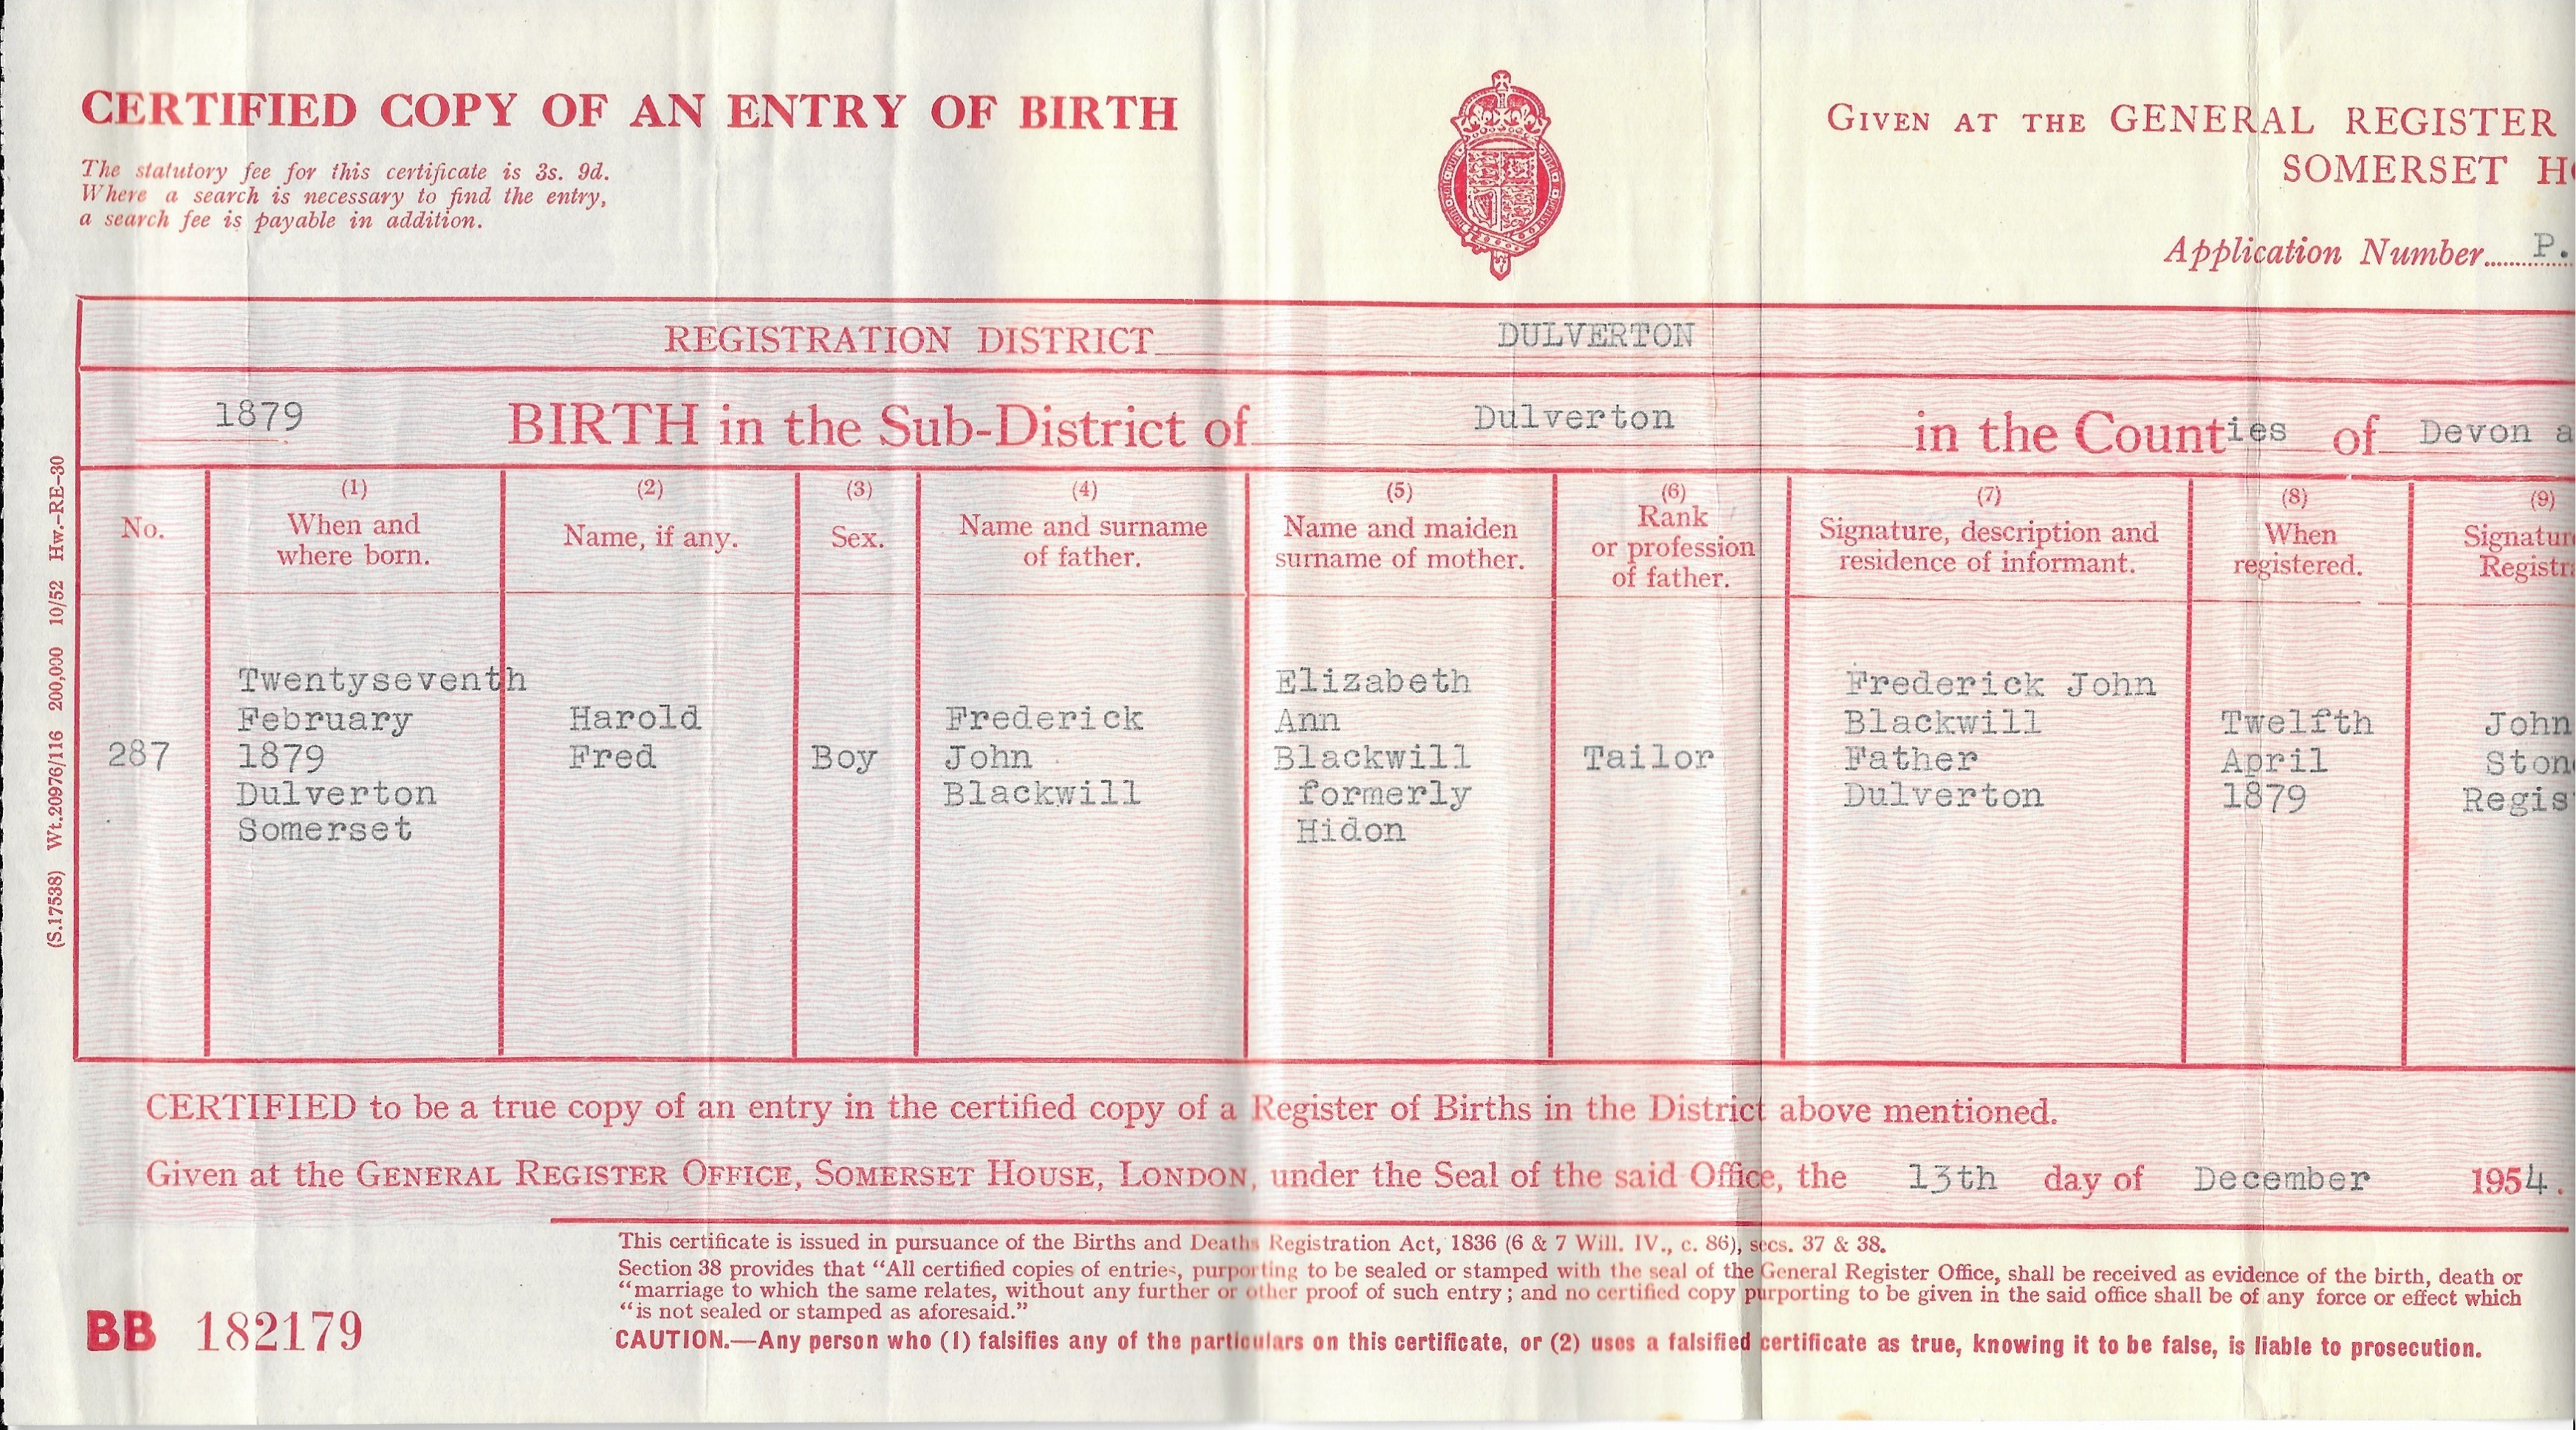 CERTIFIED COPY OF AN ENTRY OF BIRTH
The statutory fee for this certificate is 3s. 9d.
Where a search is necessary to find the entry,
a search fee is payable in addition.
GIVEN AT THE GENERAL REGISTER
SOMERSET
Application Number P.
REGISTRATION DISTRICT DULVERTON
1879 BIRTH in the Sub-District of Dulverton in the Counties of Devon
No.
(1)
When and
where born.
(2)
Name, if any.
(3)
Sex.
(4)
Name and surname
of father.
(5)
Name and maiden
surname of mother.
(6)
Rank
or profession
of father.
(7)
Signature, description and
residence of informant.
(8)
When
registered.
(9)
287
Twentyseventh
February
1879
Dulverton
Somerset
Harold
Fred
Boy
Frederick
John
Blackwill
Elizabeth
Ann
Blackwill
formerly
Hidon
Tailor
Frederick John
Blackwill
Father
Dulverton
Twelfth
April
1879
John
CERTIFIED to be a true copy of an entry in the certified copy of a Register of Births in the District above mentioned.
Given at the GENERAL REGISTER OFFICE, SOMERSET HOUSE, LONDON, under the Seal of the said Office, the 13th day of December 1954.
This certificate is issued in pursuance of the Births and Deaths Registration Act, 1836 (6 & 7 Will. IV., c. 86), secs. 37 & 38.
Section 38 provides that “All certified copies of entries, purporting to be sealed or stamped with the seal of the General Register Office, shall be received as evidence of the birth, death or
“marriage to which the same relates, without any further or other proof of such entry; and no certified copy purporting to be given in the said office shall be of any force or effect which
“is not sealed or stamped as aforesaid.”
CAUTION.—Any person who (1) falsifies any of the particulars on this certificate, or (2) uses a falsified certificate as true, knowing it to be false, is liable to prosecution.
BB 182179
(S.17538) Wt.20976/116 200,000 10/52 Hw.-RE-30